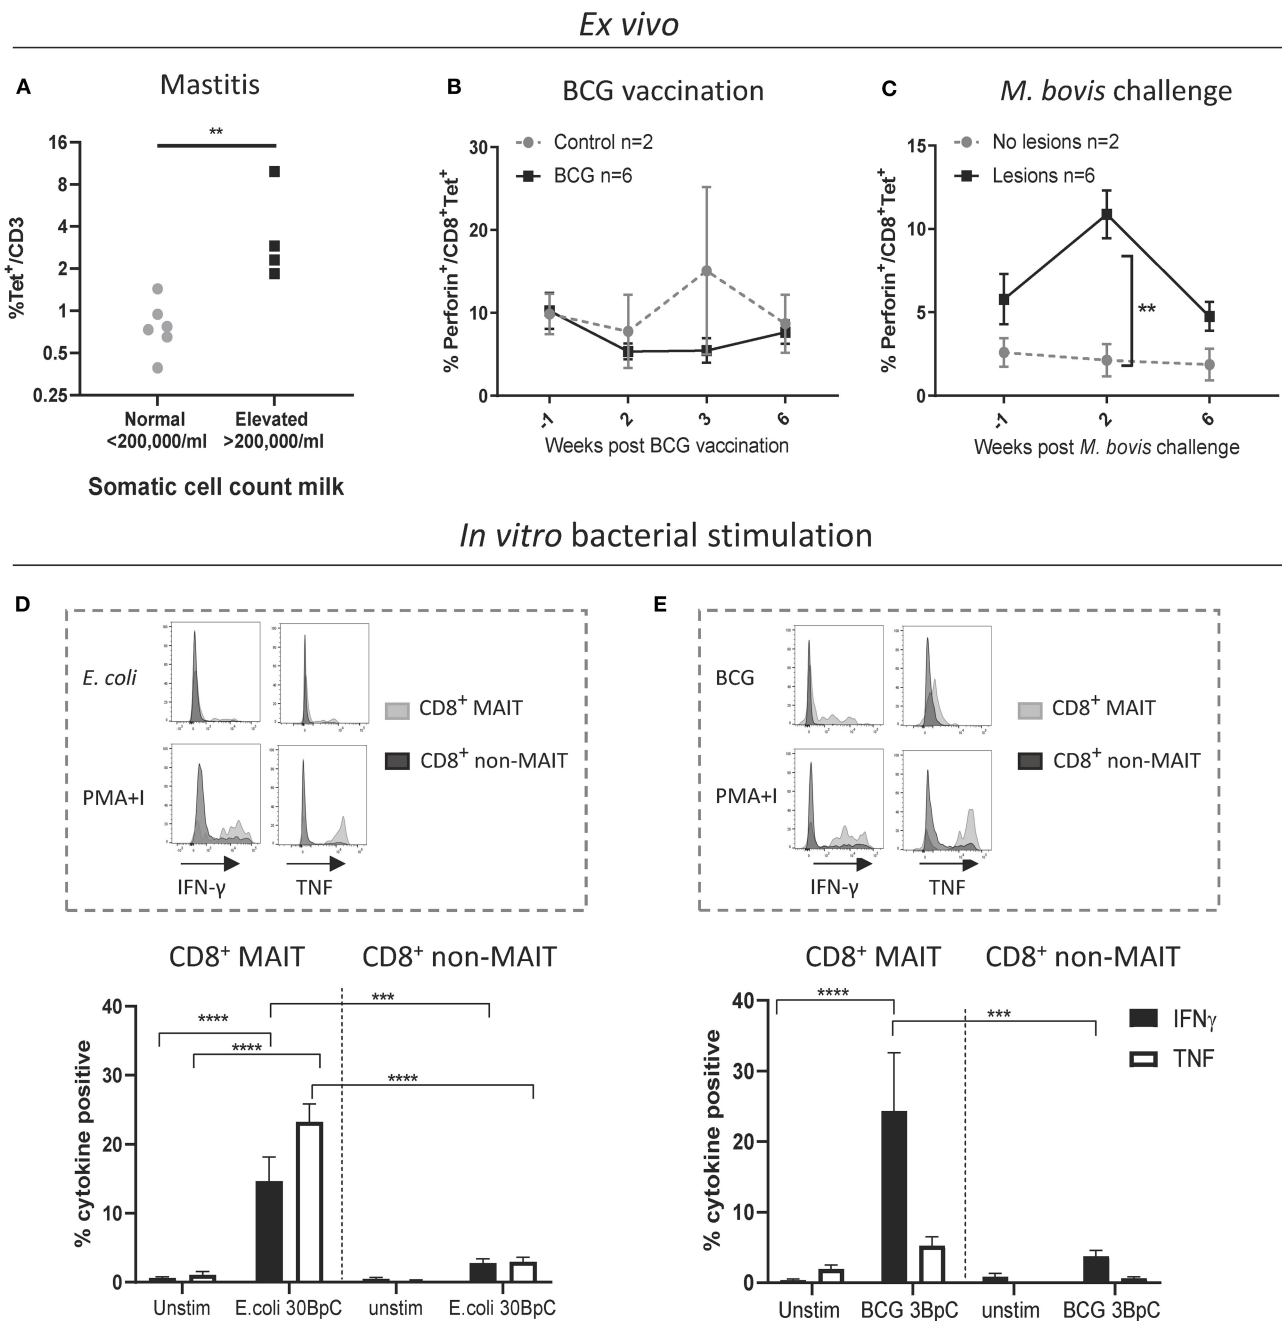 Ex vivo
A
Mastitis
**
16
8
4
2
1
0.5
0.25
%Tet+/CD3
Normal
<200,000/ml
Elevated
>200,000/ml
Somatic cell count milk
B
BCG vaccination
Control n=2
BCG n=6
30
20
10
0
% Perforin+/CD8+Tet+
-1
2
3
6
Weeks post BCG vaccination
C
M. bovis challenge
No lesions n=2
Lesions n=6
15
10
5
0
% Perforin+/CD8+Tet+
**
-1
2
6
Weeks post M. bovis challenge
In vitro bacterial stimulation
D
E. coli
PMA+I
CD8+ MAIT
CD8+ non-MAIT
IFN-γ
TNF
CD8+ MAIT
CD8+ non-MAIT
40
30
20
10
0
% cytokine positive
****
****
***
****
Unstim
E.coli 30BpC
unstim
E.coli 30BpC
E
BCG
PMA+I
CD8+ MAIT
CD8+ non-MAIT
IFN-γ
TNF
CD8+ MAIT
CD8+ non-MAIT
40
30
20
10
0
% cytokine positive
****
***
IFNγ
TNF
Unstim
BCG 3BpC
unstim
BCG 3BpC